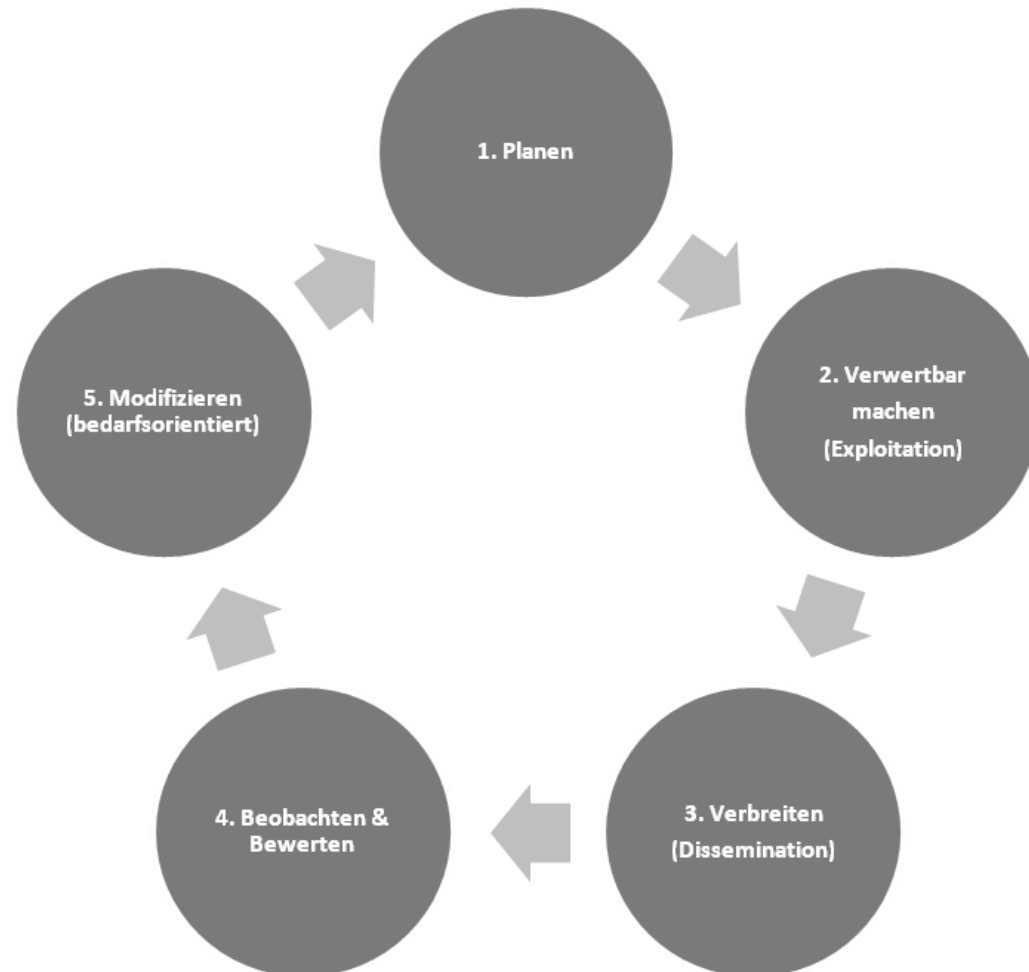 1. Planen
2. Verwertbar
machen
(Exploitation)
3. Verbreiten
(Dissemination)
4. Beobachten &
Bewerten
5. Modifizieren
(bedarfsorientiert)